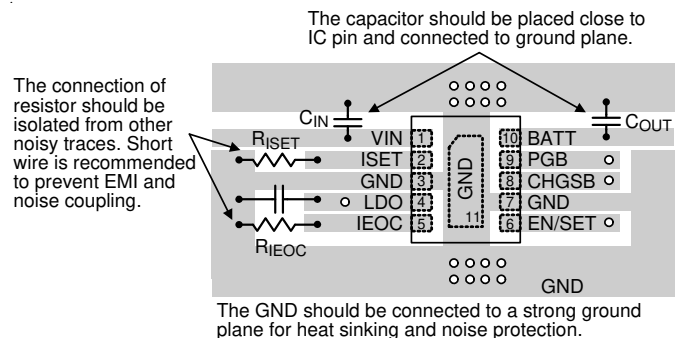 The capacitor should be placed close to
IC pin and connected to ground plane.
The connection of
resistor should be
isolated from other
noisy traces. Short
wire is recommended
to prevent EMI and
noise coupling.
CIN
COUT
RISET
VIN 1
10 BATT
ISET 2
9 PGB
GND 3
8 CHGSB
LDO 4
7 GND
IEOC 5
6 EN/SET
GND
11
RIEOC
GND
The GND should be connected to a strong ground
plane for heat sinking and noise protection.